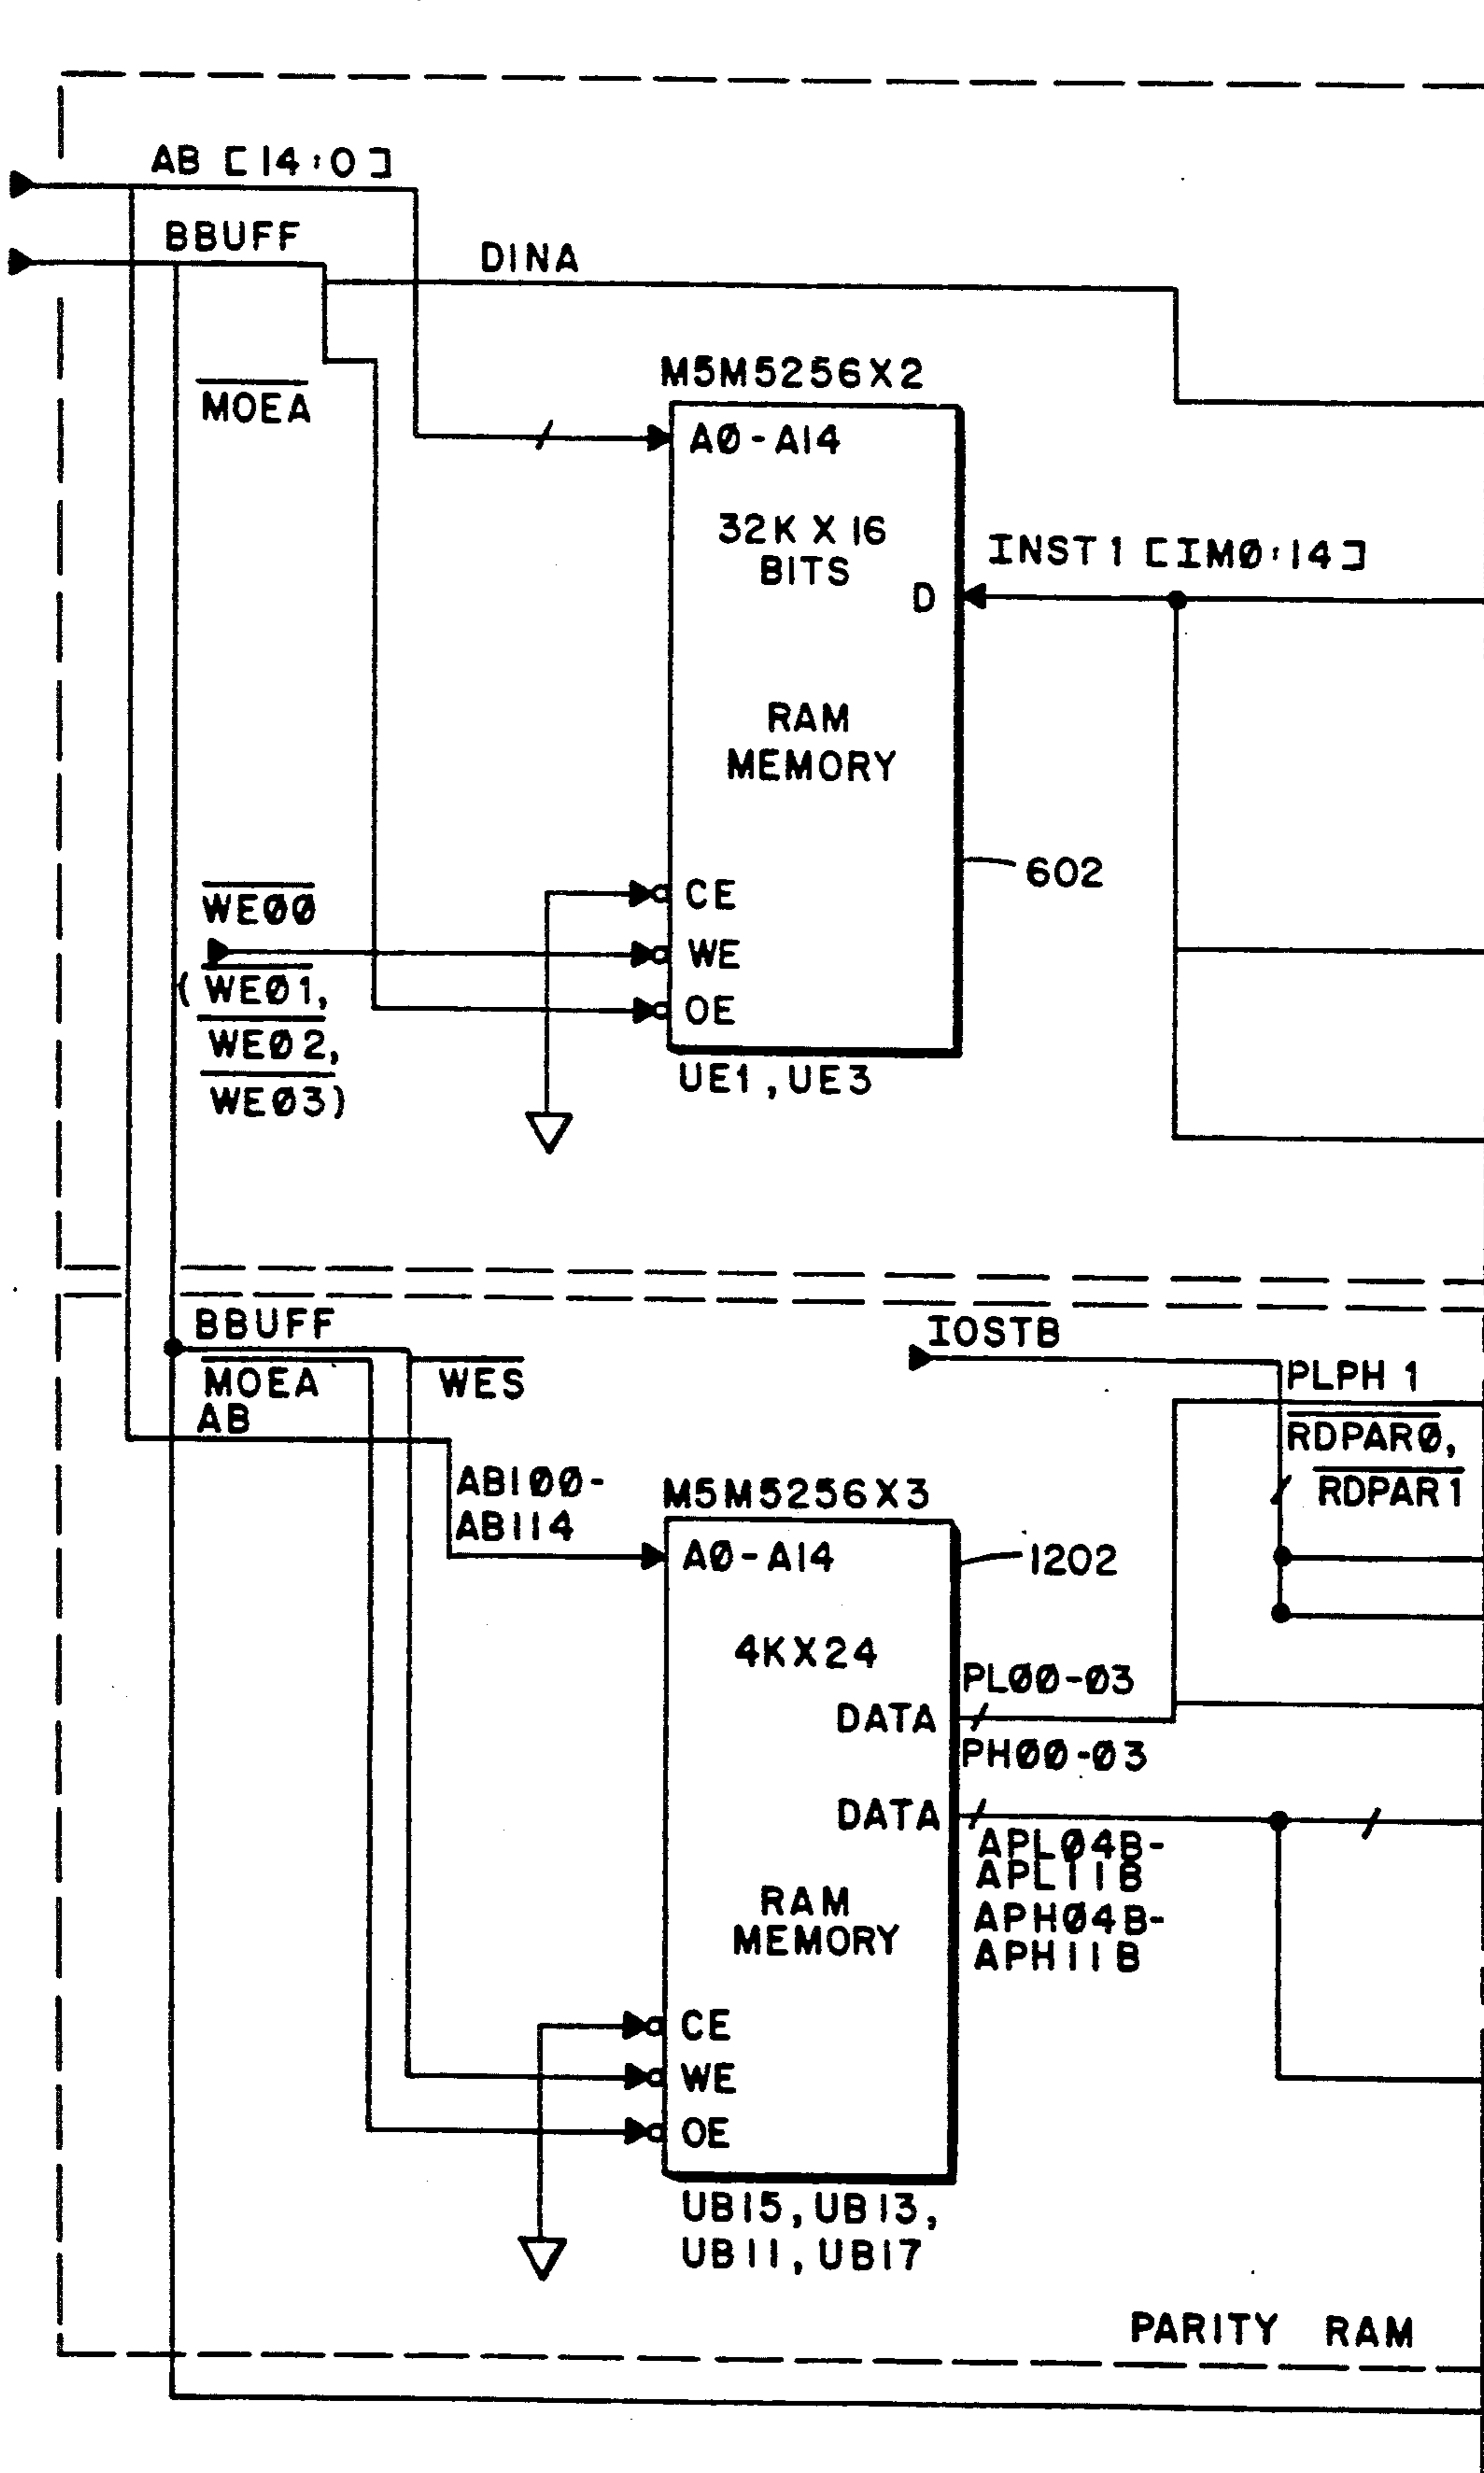 AB [14:0]
BBUFF
DINA
MOEA
M5M5256X2
A0-A14
32K X 16
BITS
D
INST1 [IM0:14]
RAM
MEMORY
602
CE
WE00
WE
(WE01,
OE
WE02,
WE03)
UE1, UE3
BBUFF
IOSTB
MOEA
WES
PLPH 1
AB
RDPAR0,
RDPAR1
AB100-
AB114
M5M5256X3
A0-A14
1202
4KX24
PL00-03
DATA
PH00-03
DATA
APL04B-
APL11B
APH04B-
APH11B
RAM
MEMORY
CE
WE
OE
UB15, UB13,
UB11, UB17
PARITY RAM